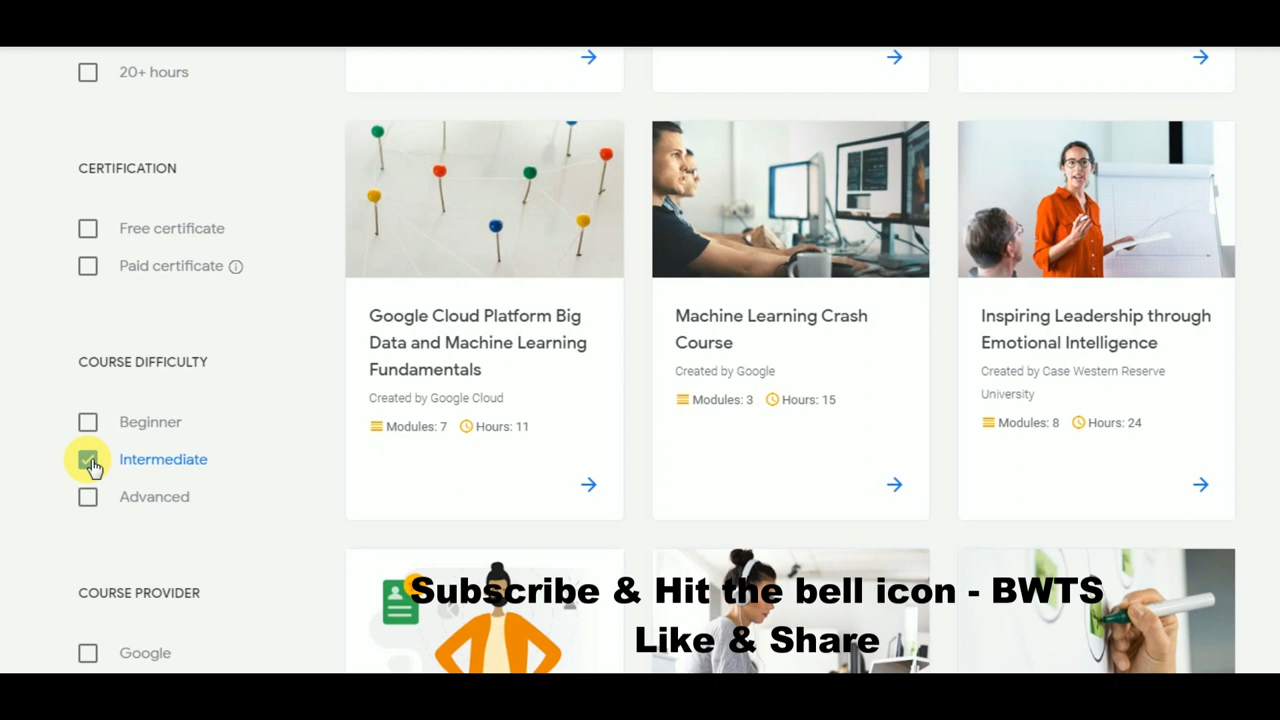 20+ hours
CERTIFICATION
Free certificate
Paid certificate
COURSE DIFFICULTY
Beginner
Intermediate
Advanced
COURSE PROVIDER
Google
Google Cloud Platform Big
Data and Machine Learning
Fundamentals
Created by Google Cloud
Modules: 7 Hours: 11
Machine Learning Crash
Course
Created by Google
Modules: 3 Hours: 15
Inspiring Leadership through
Emotional Intelligence
Created by Case Western Reserve
University
Modules: 8 Hours: 24
Subscribe & Hit the bell icon - BWTS
Like & Share